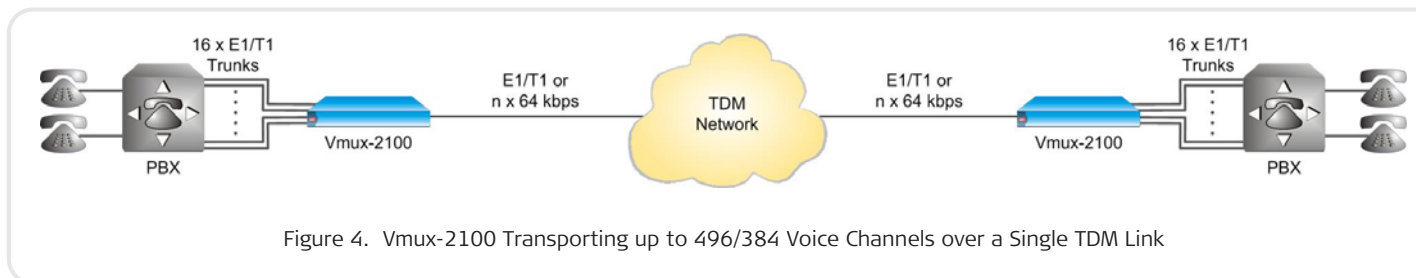 16 x E1/T1
Trunks
PBX
Vmux-2100
E1/T1 or
n x 64 kbps
TDM
Network
E1/T1 or
n x 64 kbps
Vmux-2100
16 x E1/T1
Trunks
PBX
Figure 4. Vmux-2100 Transporting up to 496/384 Voice Channels over a Single TDM Link